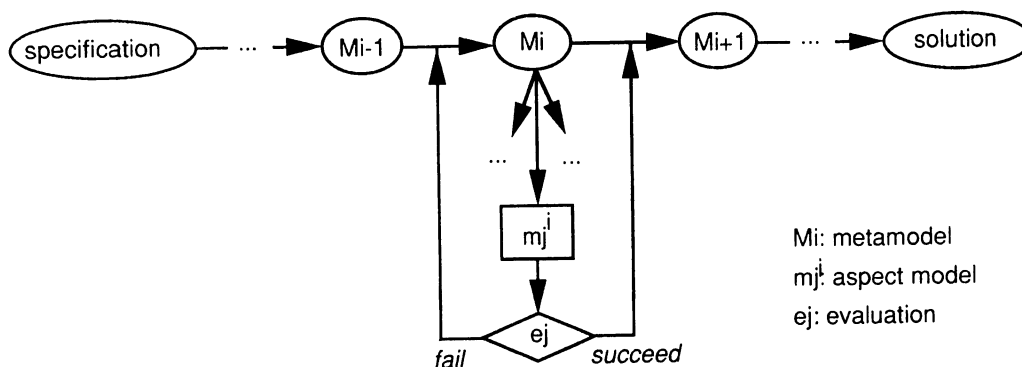 specification ... Mi-1 Mi Mi+1 ... solution
... ...
mj^i
Mi: metamodel
mj^i: aspect model
ej: evaluation
ej
fail succeed